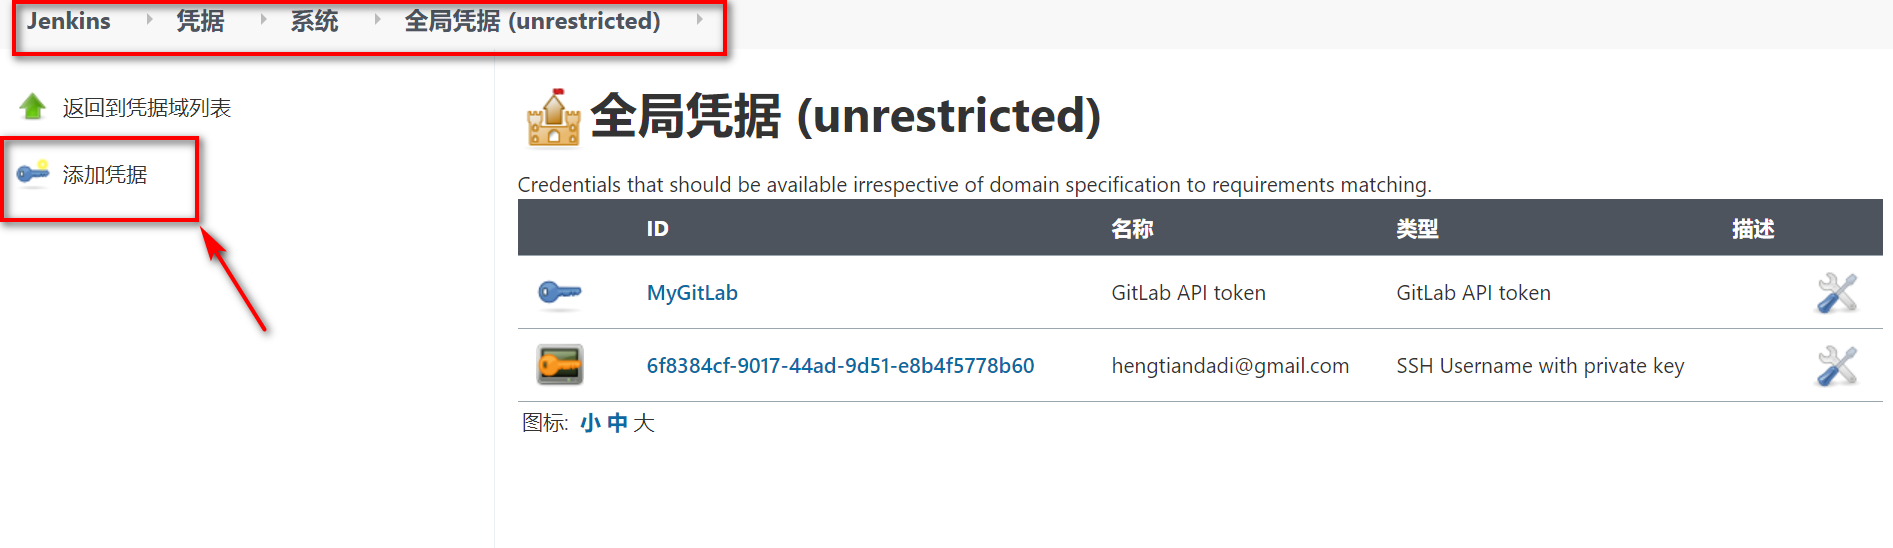 Jenkins 凭据 系统 全局凭据 (unrestricted)
返回到凭据域列表
添加凭据
全局凭据 (unrestricted)
Credentials that should be available irrespective of domain specification to requirements matching.
ID 名称 类型 描述
MyGitLab GitLab API token GitLab API token
6f8384cf-9017-44ad-9d51-e8b4f5778b60 hengtiandadi@gmail.com SSH Username with private key
图标: 小 中 大